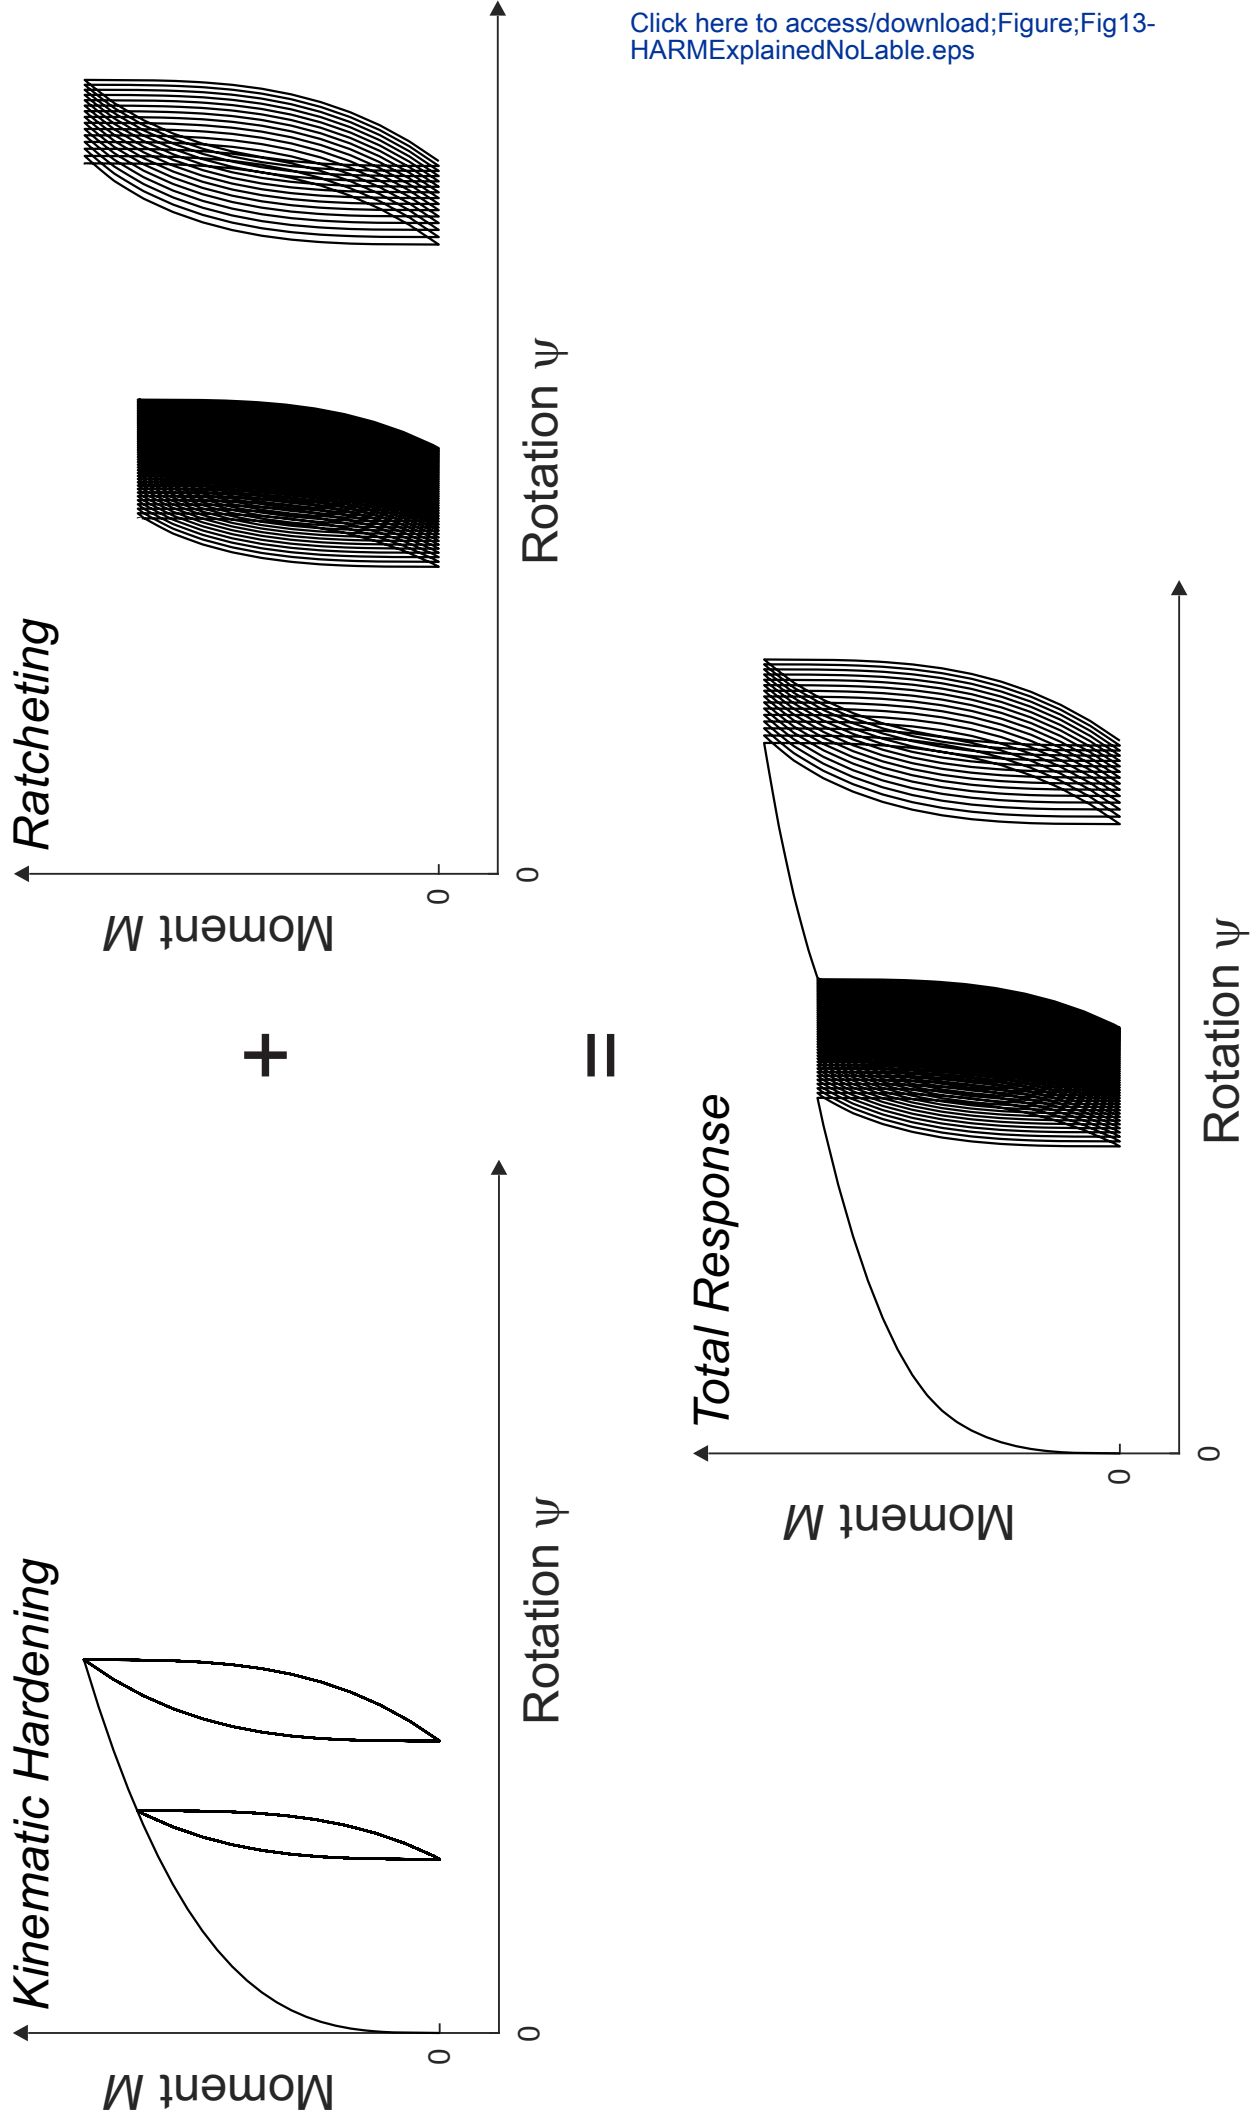 Click here to access/download;Figure;Fig13-
HARMExplainedNoLable.eps
Kinematic Hardening
Moment M
0
0
Rotation ψ
+
Ratcheting
Moment M
0
0
Rotation ψ
=
Total Response
Moment M
0
0
Rotation ψ